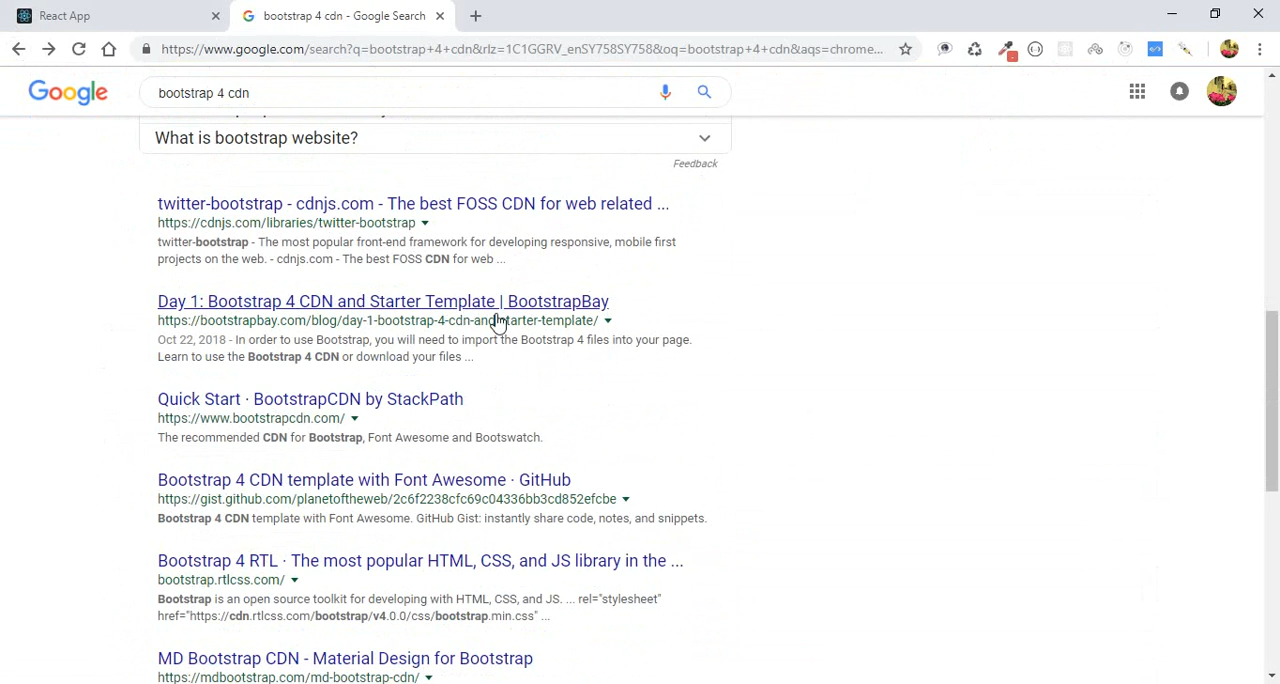 React App
bootstrap 4 cdn - Google Search
https://www.google.com/search?q=bootstrap+4+cdn&rlz=1C1GGRV_enSY758SY758&oq=bootstrap+4+cdn&aqs=chrome...
Google
bootstrap 4 cdn
What is bootstrap website?
Feedback
twitter-bootstrap - cdnjs.com - The best FOSS CDN for web related ...
https://cdnjs.com/libraries/twitter-bootstrap
twitter-bootstrap - The most popular front-end framework for developing responsive, mobile first
projects on the web. - cdnjs.com - The best FOSS CDN for web ...
Day 1: Bootstrap 4 CDN and Starter Template | BootstrapBay
https://bootstrapbay.com/blog/day-1-bootstrap-4-cdn-and-starter-template/
Oct 22, 2018 - In order to use Bootstrap, you will need to import the Bootstrap 4 files into your page.
Learn to use the Bootstrap 4 CDN or download your files ...
Quick Start · BootstrapCDN by StackPath
https://www.bootstrapcdn.com/
The recommended CDN for Bootstrap, Font Awesome and Bootswatch.
Bootstrap 4 CDN template with Font Awesome · GitHub
https://gist.github.com/planetoftheweb/2c6f2238cfc69c04336bb3cd852efcbe
Bootstrap 4 CDN template with Font Awesome. GitHub Gist: instantly share code, notes, and snippets.
Bootstrap 4 RTL · The most popular HTML, CSS, and JS library in the ...
bootstrap.rtlcss.com/
Bootstrap is an open source toolkit for developing with HTML, CSS, and JS. ... rel="stylesheet"
href="https://cdn.rtlcss.com/bootstrap/v4.0.0/css/bootstrap.min.css" ...
MD Bootstrap CDN - Material Design for Bootstrap
https://mdbootstrap.com/md-bootstrap-cdn/